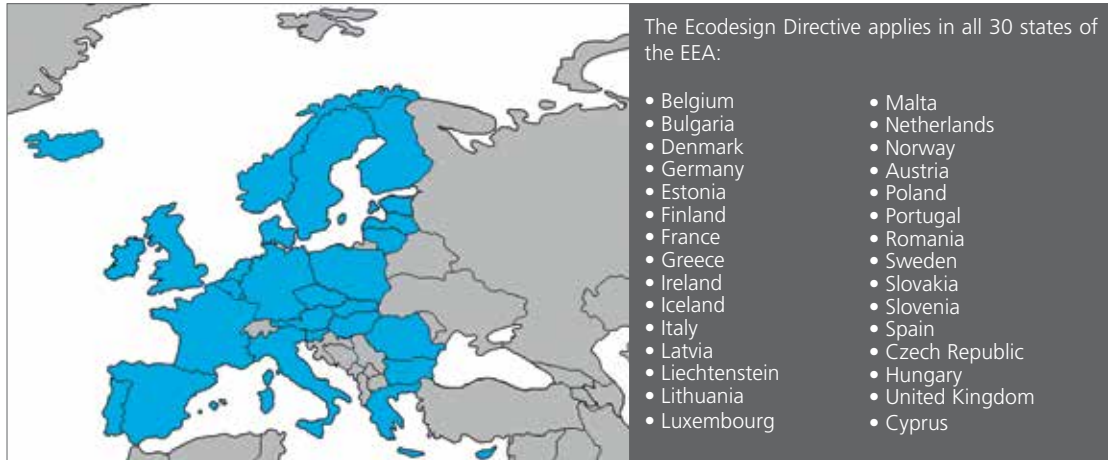 The Ecodesign Directive applies in all 30 states of
the EEA:
• Belgium
• Bulgaria
• Denmark
• Germany
• Estonia
• Finland
• France
• Greece
• Ireland
• Iceland
• Italy
• Latvia
• Liechtenstein
• Lithuania
• Luxembourg
• Malta
• Netherlands
• Norway
• Austria
• Poland
• Portugal
• Romania
• Sweden
• Slovakia
• Slovenia
• Spain
• Czech Republic
• Hungary
• United Kingdom
• Cyprus